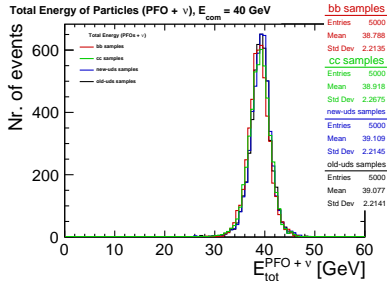 Total Energy of Particles (PFO + ν), E_com = 40 GeV
Nr. of events
600
400
200
0
Total Energy (PFOs + ν)
bb samples
cc samples
new-uds samples
old-uds samples
bb samples
Entries 5000
Mean 38.788
Std Dev 2.2135
cc samples
Entries 5000
Mean 38.918
Std Dev 2.2675
new-uds samples
Entries 5000
Mean 39.109
Std Dev 2.2145
old-uds samples
Entries 5000
Mean 39.077
Std Dev 2.2141
0 10 20 30 40 50 60
E_tot^PFO + ν [GeV]